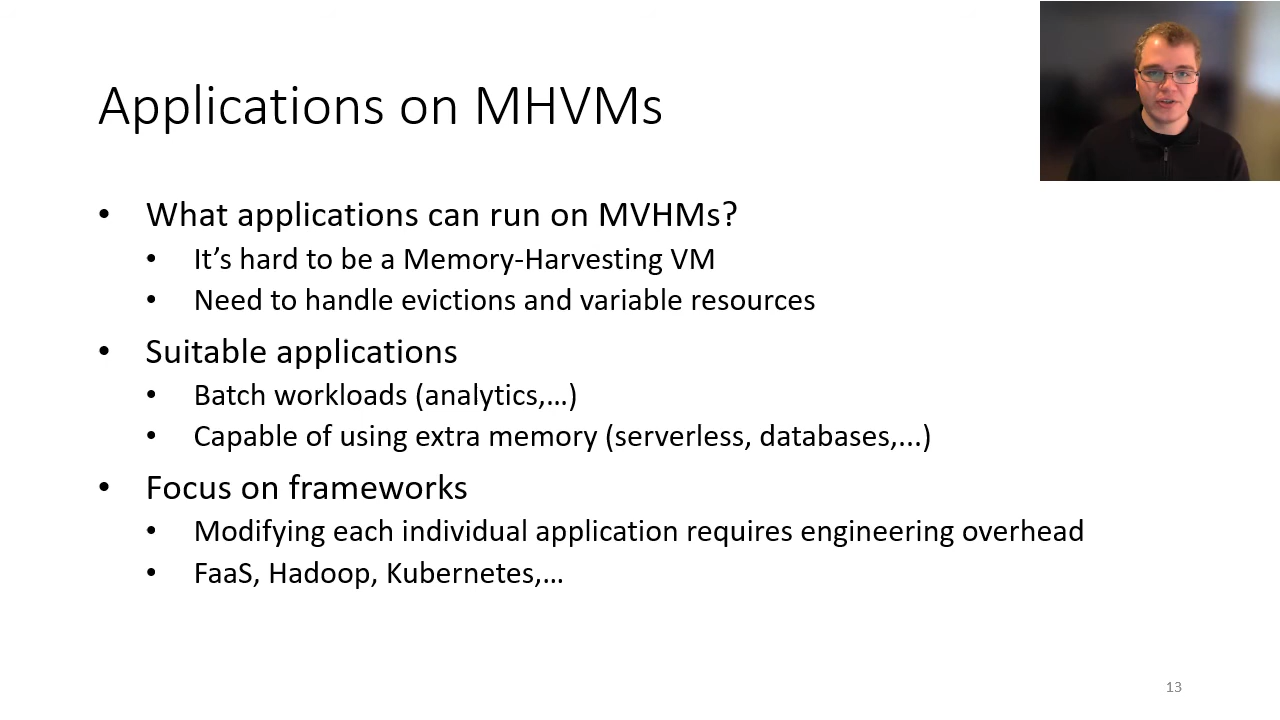 Applications on MHVMs
• What applications can run on MVHMs?
• It’s hard to be a Memory-Harvesting VM
• Need to handle evictions and variable resources
• Suitable applications
• Batch workloads (analytics,…)
• Capable of using extra memory (serverless, databases,...)
• Focus on frameworks
• Modifying each individual application requires engineering overhead
• FaaS, Hadoop, Kubernetes,…
13